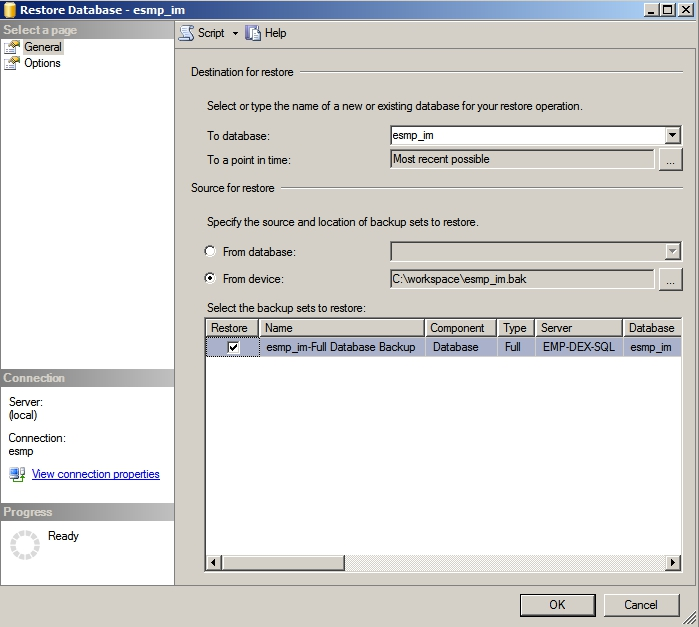 Restore Database - esmp_im
Select a page
General
Options
Script
Help
Destination for restore
Select or type the name of a new or existing database for your restore operation.
To database:
esmp_im
To a point in time:
Most recent possible
...
Source for restore
Specify the source and location of backup sets to restore.
From database:
From device:
C:\workspace\esmp_im.bak
...
Select the backup sets to restore:
Restore Name Component Type Server Database
esmp_im-Full Database Backup Database Full EMP-DEX-SQL esmp_im
Connection
Server:
(local)
Connection:
esmp
View connection properties
Progress
Ready
OK
Cancel